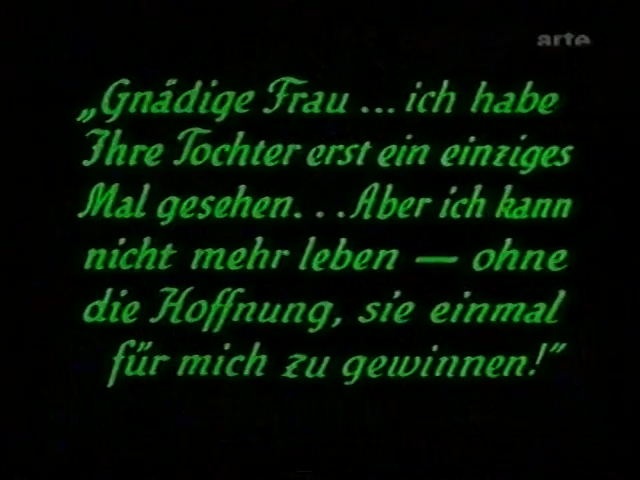 arte
„Gnädige Frau ... ich habe
Ihre Tochter erst ein einziges
Mal gesehen. . . Aber ich kann
nicht mehr leben — ohne
die Hoffnung, sie einmal
für mich zu gewinnen!“